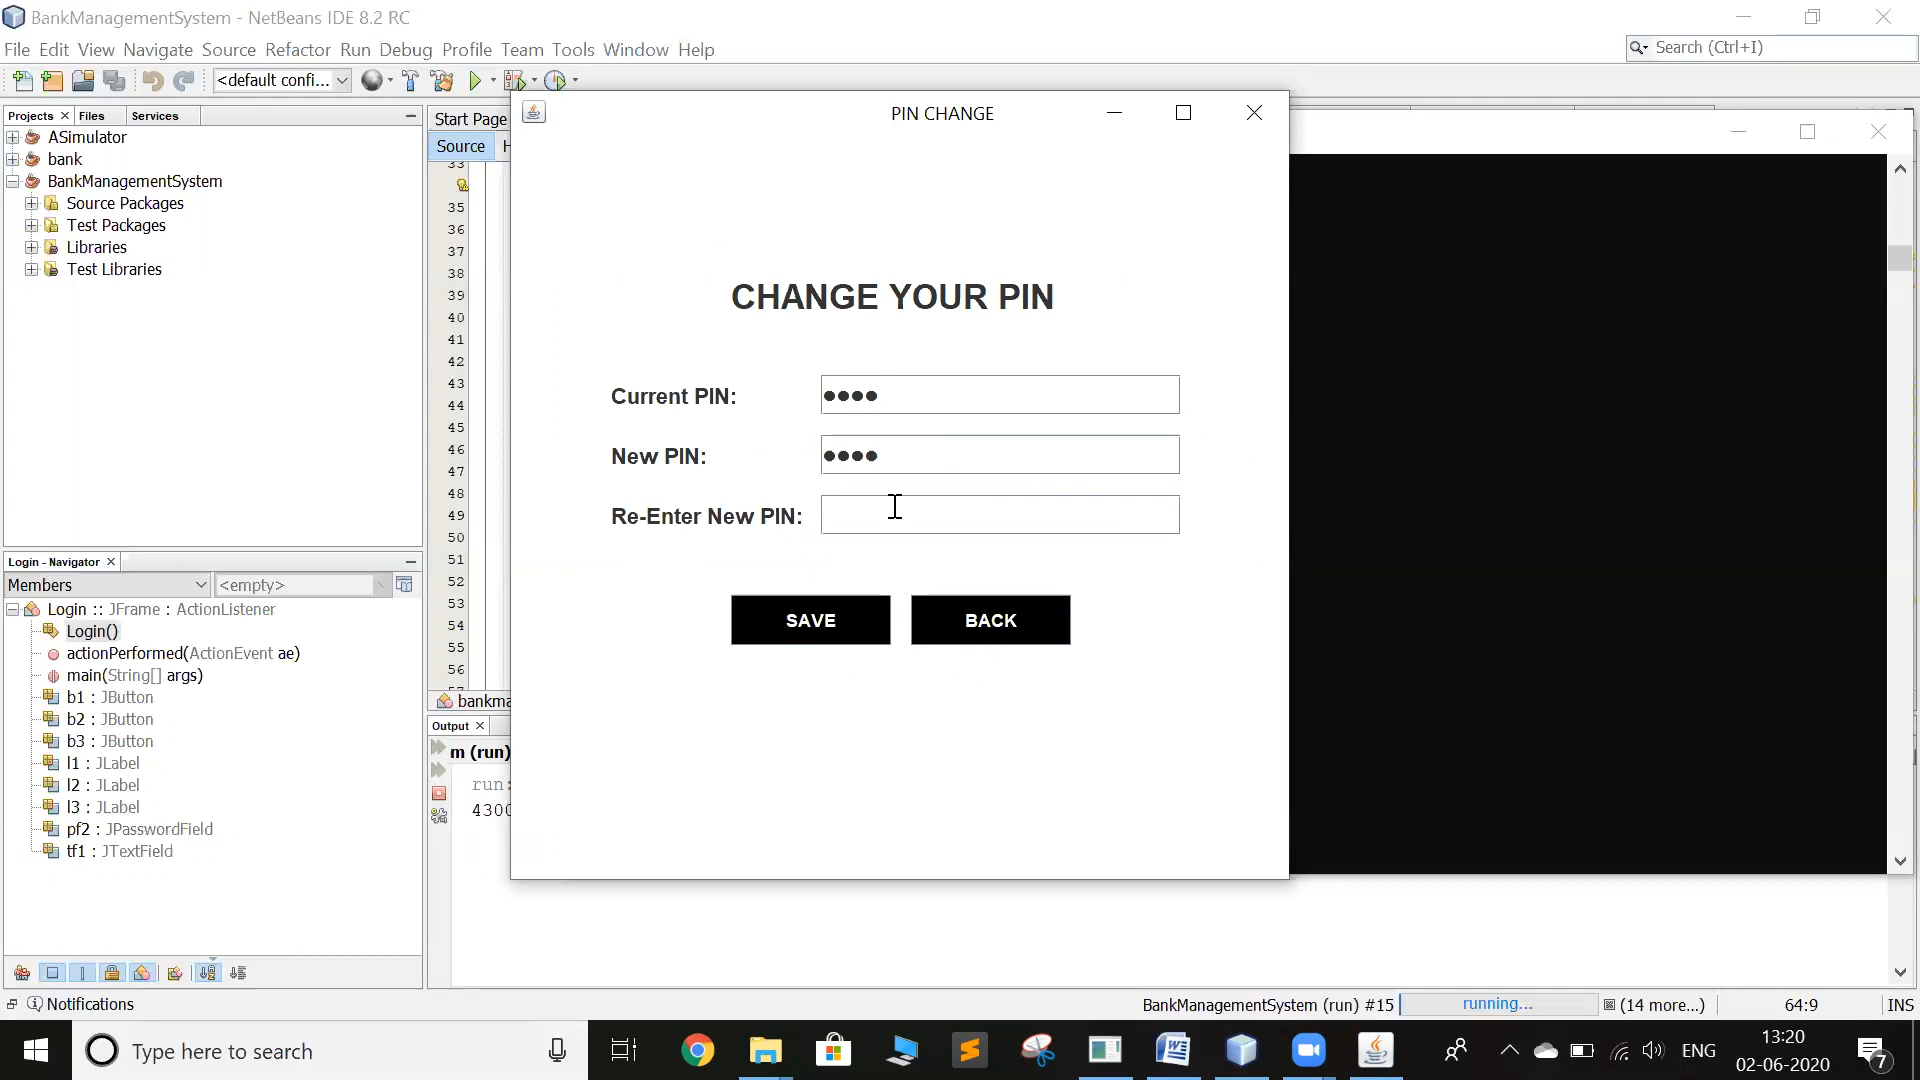 BankManagementSystem - NetBeans IDE 8.2 RC
File Edit View Navigate Source Refactor Run Debug Profile Team Tools Window Help
Search (Ctrl+I)
<default confi...
Projects Files Services
ASimulator
bank
BankManagementSystem
Source Packages
Test Packages
Libraries
Test Libraries
Start Page
Source
33
35
36
37
38
39
40
41
42
43
44
45
46
47
48
49
50
51
52
53
54
55
56
PIN CHANGE
CHANGE YOUR PIN
Current PIN: ●●●●
New PIN: ●●●●
Re-Enter New PIN:
SAVE BACK
Login - Navigator
Members <empty>
Login :: JFrame : ActionListener
Login()
actionPerformed(ActionEvent ae)
main(String[] args)
b1 : JButton
b2 : JButton
b3 : JButton
l1 : JLabel
l2 : JLabel
l3 : JLabel
pf2 : JPasswordField
tf1 : JTextField
Output
m (run)
run:
4300
Notifications
BankManagementSystem (run) #15 running... (14 more...) 64:9 INS
Type here to search
ENG
13:20
02-06-2020
7